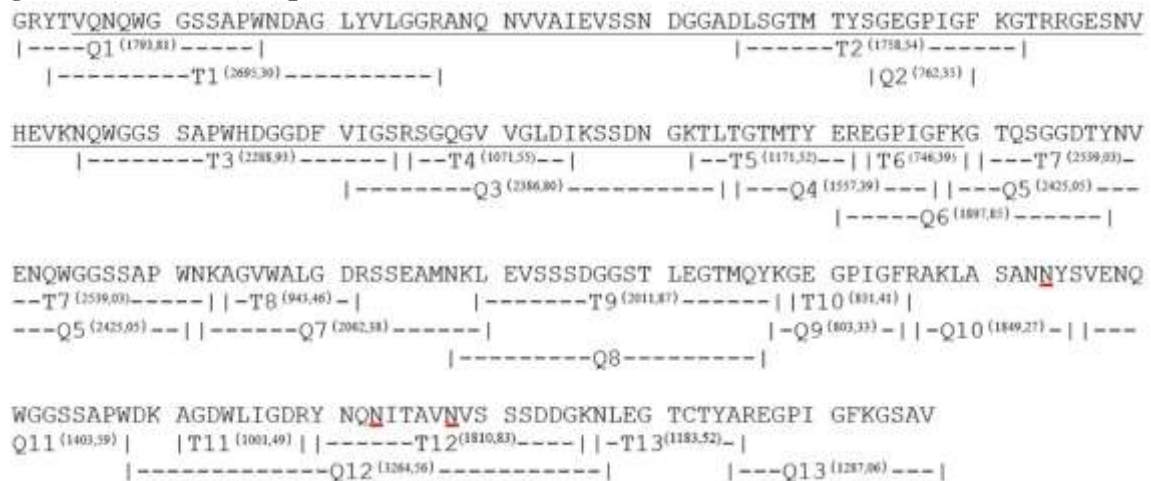 GRYTVQNQWG GSSAPWNDAG LYVLGGRANQ NVVAIEVSSN DGGADLSGTM TYSGEGPIGF KGTRRGESNV
|----Q1(1793,81)-----| |------T2(1758,54)------|
|---------T1(2695,30)----------| |Q2(762,33)|
HEVKNQWGGS SAPWHDGGDF VIGSRSGQGV VGLDIKSSDN GKTLTGTMTY EREGPIGFKG TQSGGDTYNV
|--------T3(2288,93)--------||--T4(1071,55)---| |--T5(1171,52)--||T6(746,39)||---T7(2539,03)-
|--------Q3(2386,80)----------||---Q4(1557,39)---||---Q5(2425,05)---
|-----Q6(1897,85)------|
ENQWGGSSAP WNKAGVWALG DRSSEAMNKL EVSSSDGGST LEGTMQYKGE GPIGFRAKLA SANNYSVENQ
--T7(2539,03)------||-T8(943,46)-| |--------T9(2011,87)--------||T10(831,41)|
---Q5(2425,05)---||-------Q7(2062,38)------| |-Q9(803,33)--||-Q10(1849,27)-||---
|---------Q8---------|
WGGSSAPWDK AGDWLIGDRY NQNITAVNVS SSDDGKNLEG TCTYAREGPI GFKGSAV
Q11(1403,59)| |T11(1001,49)||------T12(1810,83)----||-T13(1183,52)-|
|-------------Q12(3264,56)-----------| |---Q13(1287,06)---|